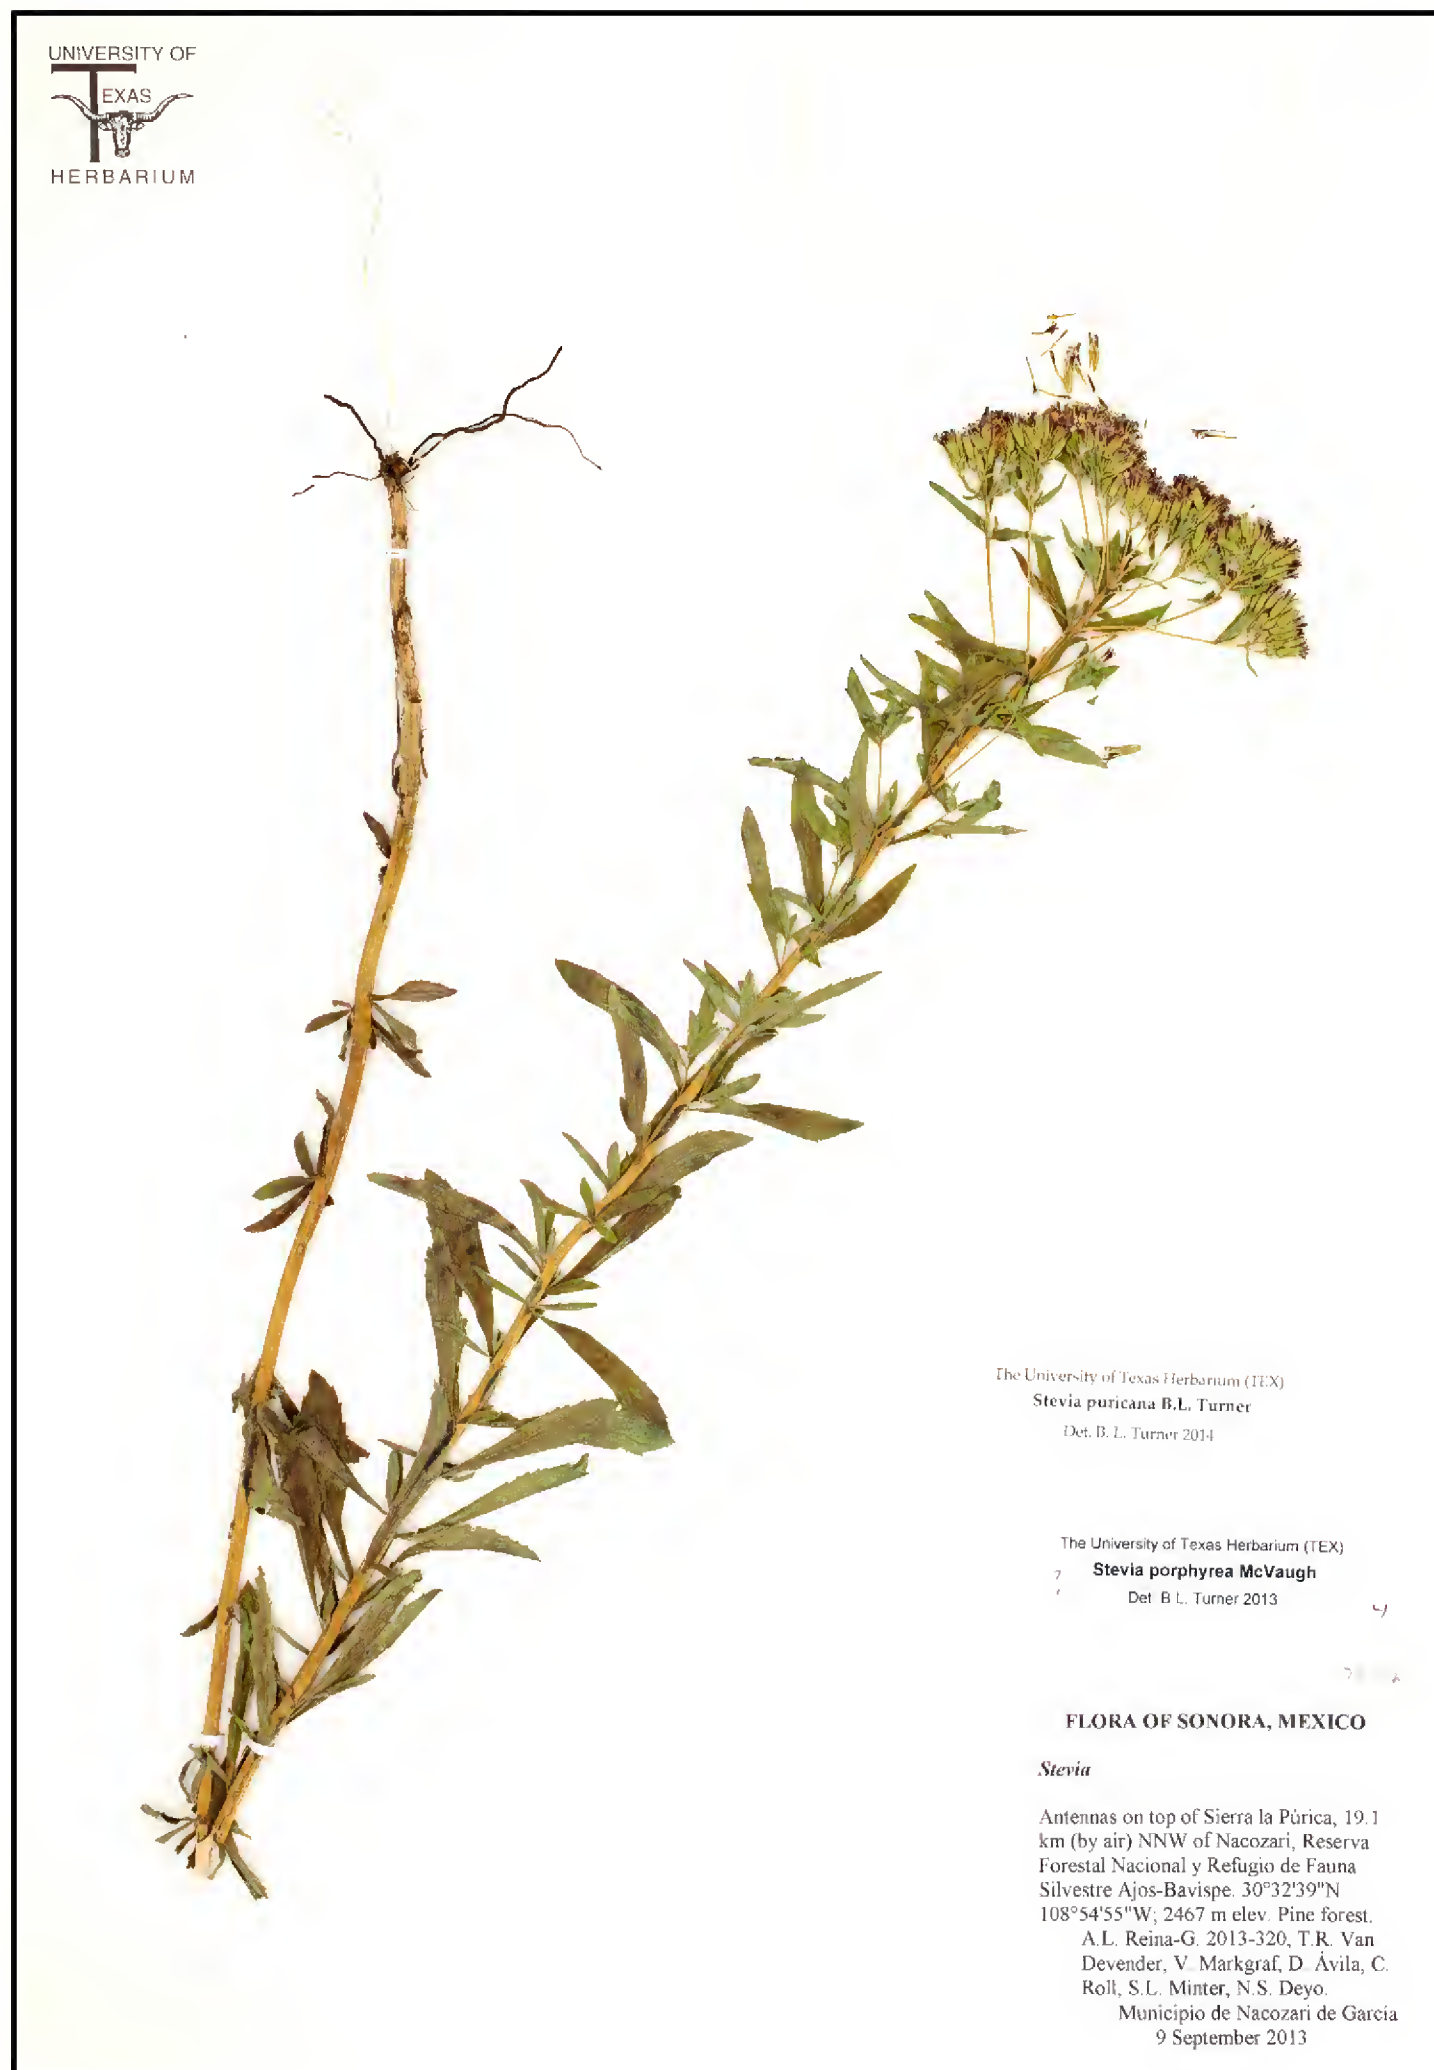 UNIVERSITY OF
TEXAS
HERBARIUM
The University of Texas Herbarium (TEX)
Stevia puricana B.L. Turner
Det. B. L. Turner 2014
The University of Texas Herbarium (TEX)
? Stevia porphyrea McVaugh
Det. B L. Turner 2013
4
FLORA OF SONORA, MEXICO
Stevia
Antennas on top of Sierra la Púrica, 19.1
km (by air) NNW of Nacozari, Reserva
Forestal Nacional y Refugio de Fauna
Silvestre Ajos-Bavispe. 30°32'39"N
108°54'55"W; 2467 m elev. Pine forest.
A.L. Reina-G. 2013-320, T.R. Van
Devender, V. Markgraf, D. Ávila, C.
Roll, S.L. Minter, N.S. Deyo.
Municipio de Nacozari de García
9 September 2013